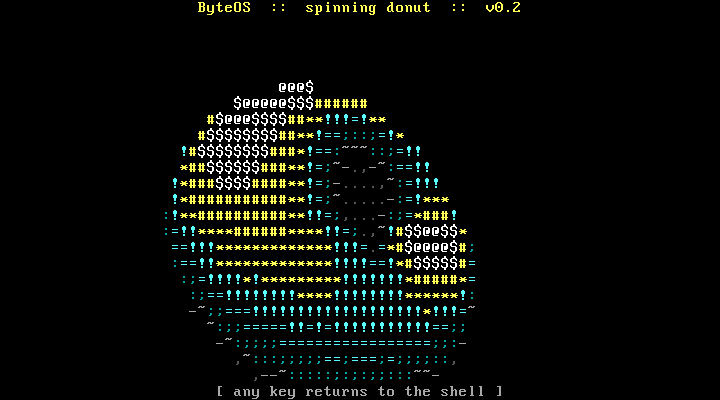 ByteOS :: spinning donut :: v0.2
[ any key returns to the shell ]